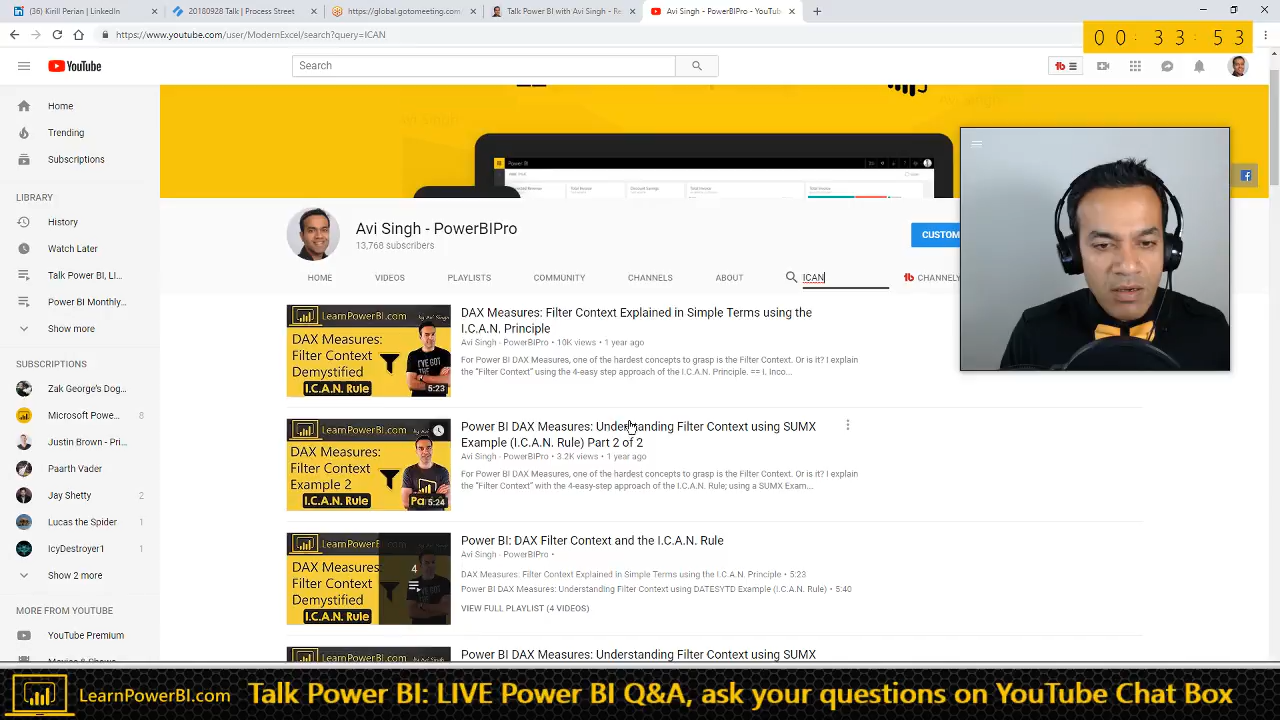 (36) Kirill Perian | LinkedIn
20180928 Talk | Process Street
https://global.gotomeeting.com
Talk Power BI with Avi Singh - Re
Avi Singh - PowerBIPro - YouTub
https://www.youtube.com/user/ModernExcel/search?query=ICAN
00:33:53
YouTube
Search
Home
Trending
Subscriptions
LIBRARY
History
Watch Later
Talk Power BI, LI...
Power BI Monthly...
Show more
SUBSCRIPTIONS
Zak George's Dog...
Microsoft Powe... 8
Justin Brown - Pri...
Paarth Vader
Jay Shetty 2
Lucas the Spider 1
IcyDestroyer1 1
Show 2 more
MORE FROM YOUTUBE
YouTube Premium
Power BI
Avi Singh - PowerBIPro
13,768 subscribers
CUSTOM
HOME VIDEOS PLAYLISTS COMMUNITY CHANNELS ABOUT ICAN CHANNELY
LearnPowerBI.com
DAX Measures:
Filter Context
Demystified
I.C.A.N. Rule
I'VE GOT
5:23
DAX Measures: Filter Context Explained in Simple Terms using the
I.C.A.N. Principle
Avi Singh - PowerBIPro • 10K views • 1 year ago
For Power BI DAX Measures, one of the hardest concepts to grasp is the Filter Context. Or is it? I explain
the "Filter Context" using the 4-easy step approach of the I.C.A.N. Principle. == I. Inco...
LearnPowerBI.com
DAX Measures:
Filter Context
Example 2
I.C.A.N. Rule
5:24
Power BI DAX Measures: Understanding Filter Context using SUMX
Example (I.C.A.N. Rule) Part 2 of 2
Avi Singh - PowerBIPro • 3.2K views • 1 year ago
For Power BI DAX Measures, one of the hardest concepts to grasp is the Filter Context. Or is it? I explain
the "Filter Context" with the 4-easy-step approach of the I.C.A.N. Rule; using a SUMX Exam...
LearnPowerBI.com
DAX Measures:
Filter Context
Demystified
I.C.A.N. Rule
4
Power BI: DAX Filter Context and the I.C.A.N. Rule
Avi Singh - PowerBIPro •
DAX Measures: Filter Context Explained in Simple Terms using the I.C.A.N. Principle • 5:23
Power BI DAX Measures: Understanding Filter Context using DATESYTD Example (I.C.A.N. Rule) • 5:40
VIEW FULL PLAYLIST (4 VIDEOS)
LearnPowerBI.com
Power BI DAX Measures: Understanding Filter Context using SUMX
LearnPowerBI.com
Talk Power BI: LIVE Power BI Q&A, ask your questions on YouTube Chat Box